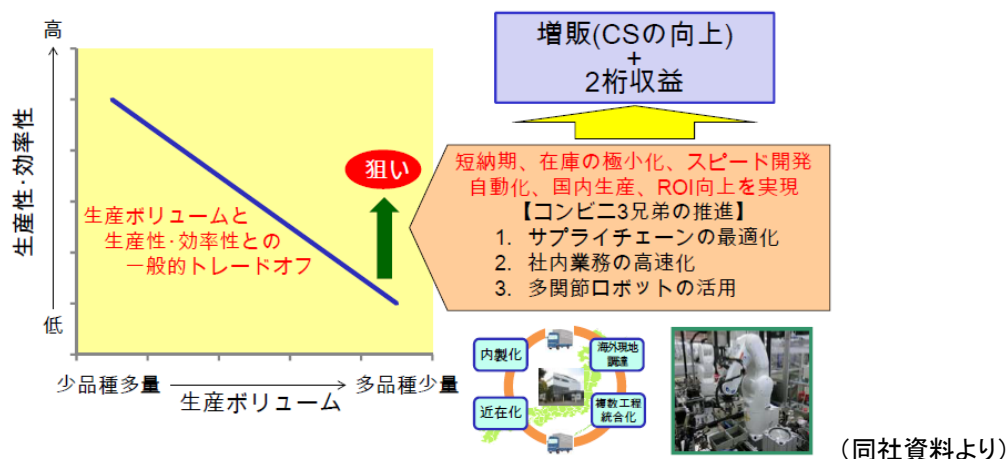 高
生産性・効率性
低
生産ボリュームと
生産性・効率性との
一般的トレードオフ
狙い
少品種多量
多品種少量
生産ボリューム
増販(CSの向上)
+
2桁収益
短納期、在庫の極小化、スピード開発
自動化、国内生産、ROI向上を実現
【コンビニ3兄弟の推進】
1. サプライチェーンの最適化
2. 社内業務の高速化
3. 多関節ロボットの活用
内製化
海外現地
調達
近在化
複数工程
統合化
(同社資料より)